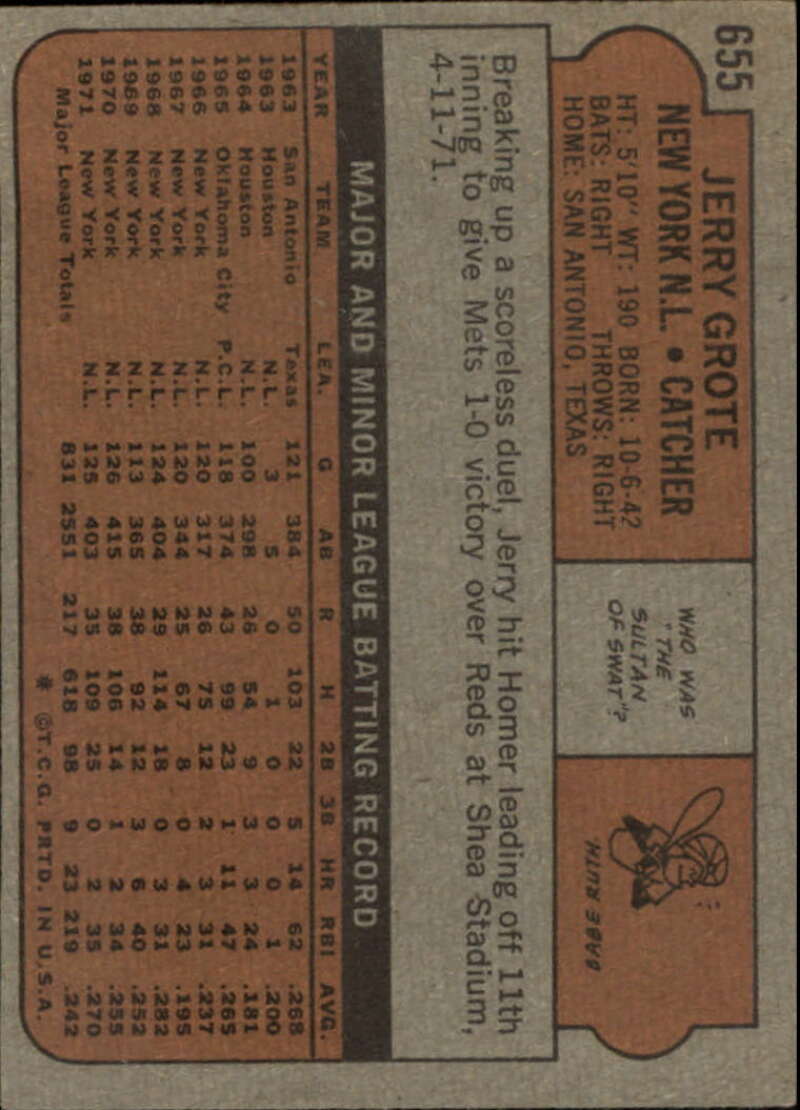 655
JERRY GROTE
NEW YORK N.L. • CATCHER
HT: 5'10" WT: 190 BORN: 10-6-42
BATS: RIGHT THROWS: RIGHT
HOME: SAN ANTONIO, TEXAS
WHO WAS
"THE
SULTAN
OF SWAT"?
BABE RUTH
Breaking up a scoreless duel, Jerry hit Homer leading off 11th
inning to give Mets 1-0 victory over Reds at Shea Stadium,
4-11-71.
MAJOR AND MINOR LEAGUE BATTING RECORD
YEAR TEAM LEA. G AB R H 2B 3B HR RBI AVG.
1963 San Antonio Texas 121 384 50 103 22 5 14 62 .268
1963 Houston N.L. 3 5 0 1 0 0 0 1 .200
1964 Houston N.L. 100 298 26 54 9 3 3 24 .181
1965 Oklahoma City P.C.L. 118 374 43 99 23 1 11 47 .265
1966 New York N.L. 120 317 26 75 12 2 3 31 .237
1967 New York N.L. 120 344 25 67 8 0 4 23 .195
1968 New York N.L. 124 404 29 114 18 0 3 31 .282
1969 New York N.L. 113 365 38 92 12 3 6 40 .252
1970 New York N.L. 126 415 38 106 14 1 2 34 .255
1971 New York N.L. 125 403 35 109 25 0 2 35 .270
Major League Totals 831 2551 217 618 98 9 23 219 .242
* ©T.C.G. PRTD. IN U.S.A.